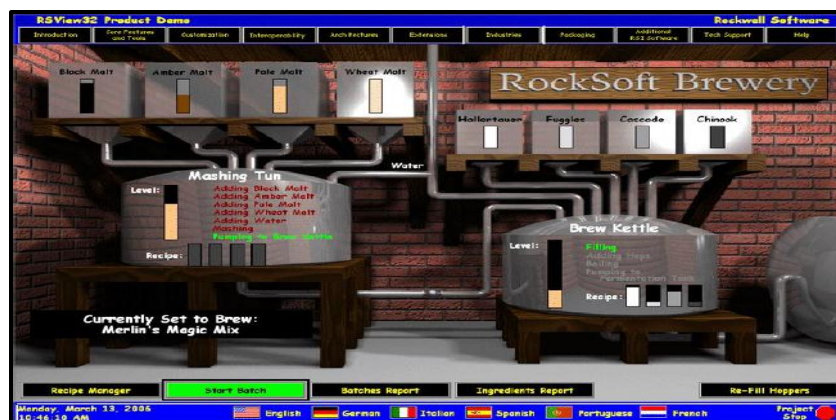 RSView32 Product Demo
Rockwell Software
Introduction
Core Features
and Tools
Customization
Interoperability
Architectures
Extensions
Industries
Packaging
Additional
RSI Software
Tech Support
Help
Black Malt
Amber Malt
Pale Malt
Wheat Malt
RockSoft Brewery
Hallertauer
Fuggles
Cascade
Chinook
Water
Mashing Tun
Level:
Adding Black Malt
Adding Amber Malt
Adding Pale Malt
Adding Wheat Malt
Adding Water
Mashing
Pumping to Brew Kettle
Recipe:
Brew Kettle
Level:
Filling
Adding Hops
Boiling
Pumping to
Fermentation Tank
Recipe:
Currently Set to Brew:
Merlin's Magic Mix
Recipe Manager
Start Batch
Batches Report
Ingredients Report
Re-Fill Hoppers
Monday, March 13, 2006
10:46:10 AM
English
German
Italian
Spanish
Portuguese
French
Project
Stop